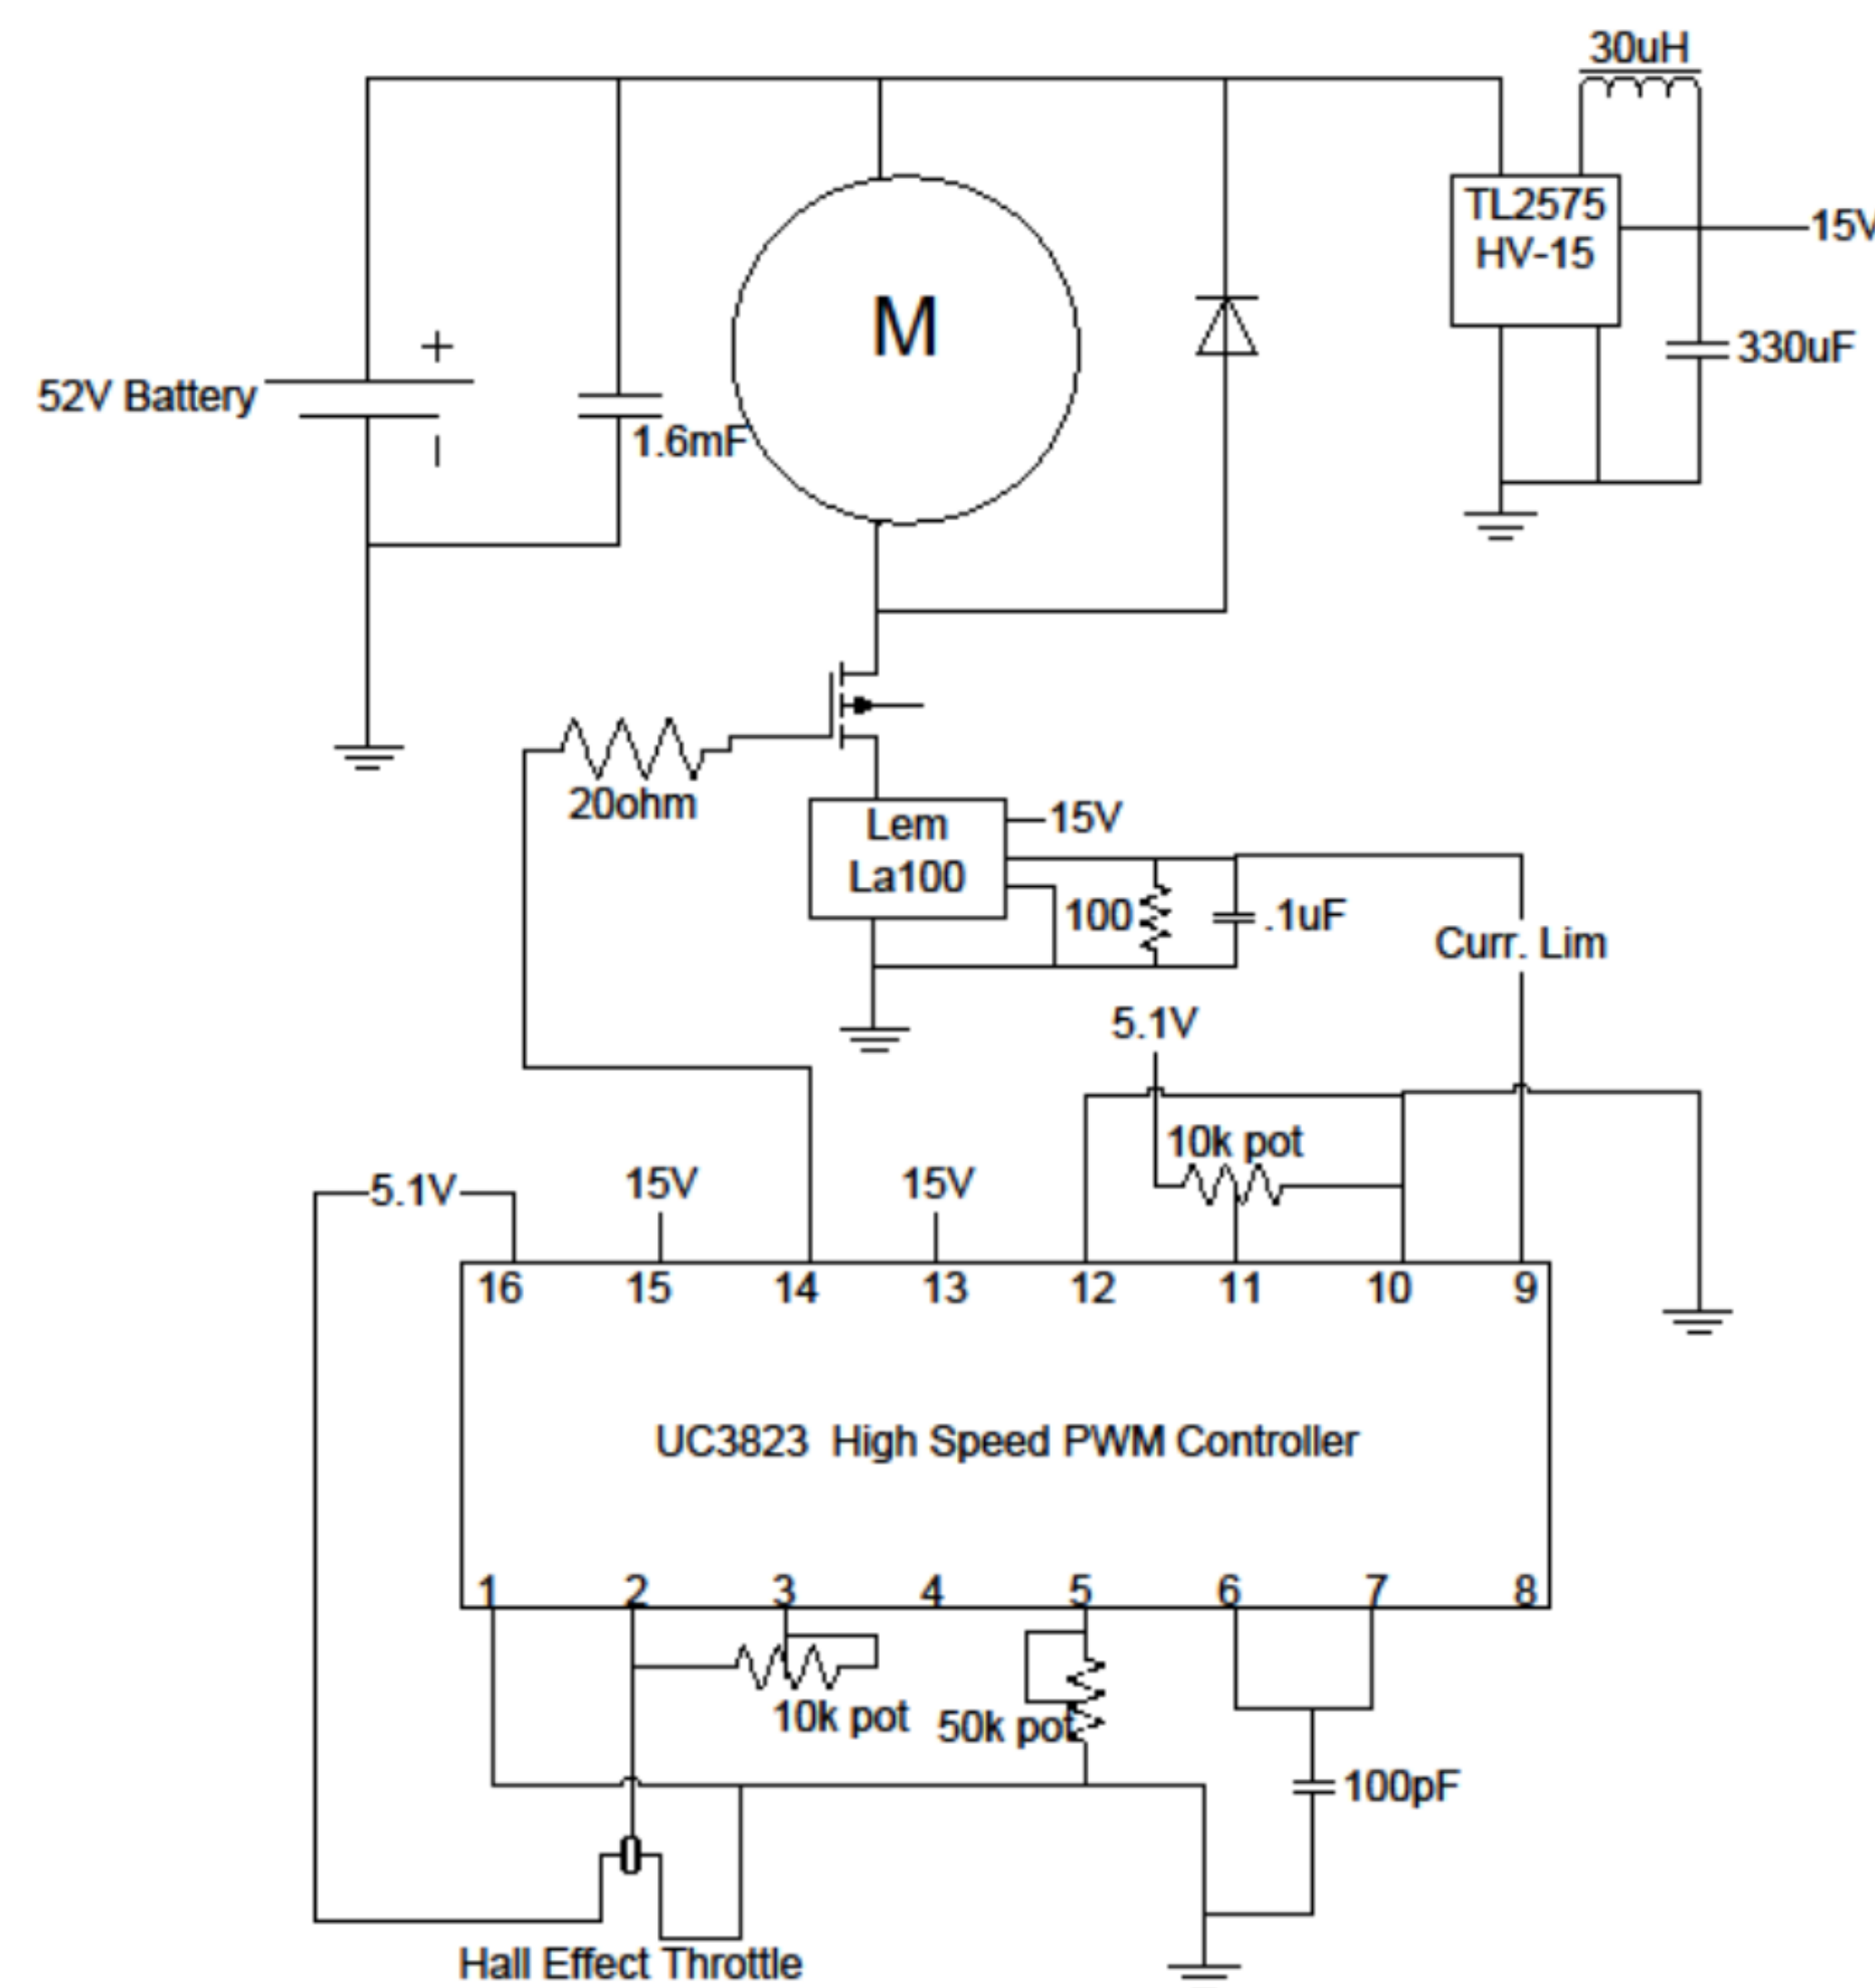 30uH
TL2575
HV-15
15V
M
+
52V Battery
1.6mF
330uF
20ohm
Lem
La100
15V
100
.1uF
Curr. Lim
5.1V
10k pot
5.1V
15V
15V
16 15 14 13 12 11 10 9
UC3823 High Speed PWM Controller
1 2 3 4 5 6 7 8
10k pot
50k pot
100pF
Hall Effect Throttle